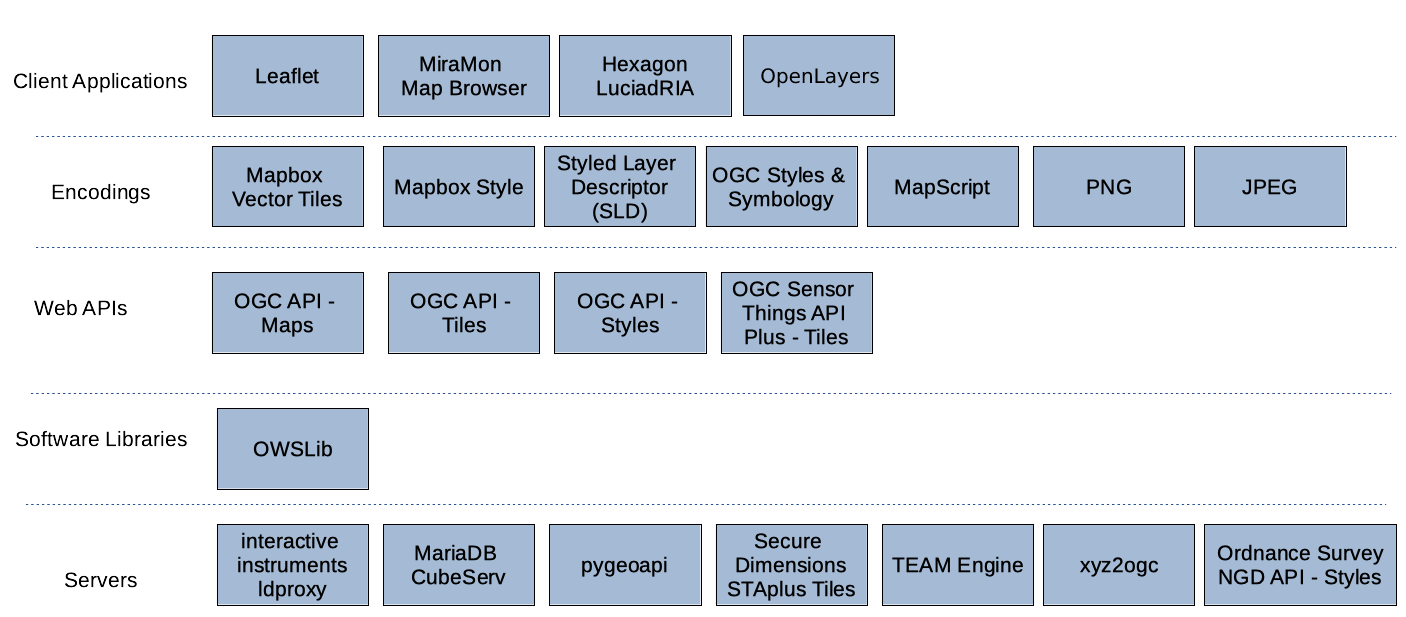 Client Applications
Leaflet
MiraMon
Map Browser
Hexagon
LuciadRIA
OpenLayers
Encodings
Mapbox
Vector Tiles
Mapbox Style
Styled Layer
Descriptor
(SLD)
OGC Styles &
Symbology
MapScript
PNG
JPEG
Web APIs
OGC API -
Maps
OGC API -
Tiles
OGC API -
Styles
OGC Sensor
Things API
Plus - Tiles
Software Libraries
OWSLib
Servers
interactive
instruments
ldproxy
MariaDB
CubeServ
pygeoapi
Secure
Dimensions
STAplus Tiles
TEAM Engine
xyz2ogc
Ordnance Survey
NGD API - Styles